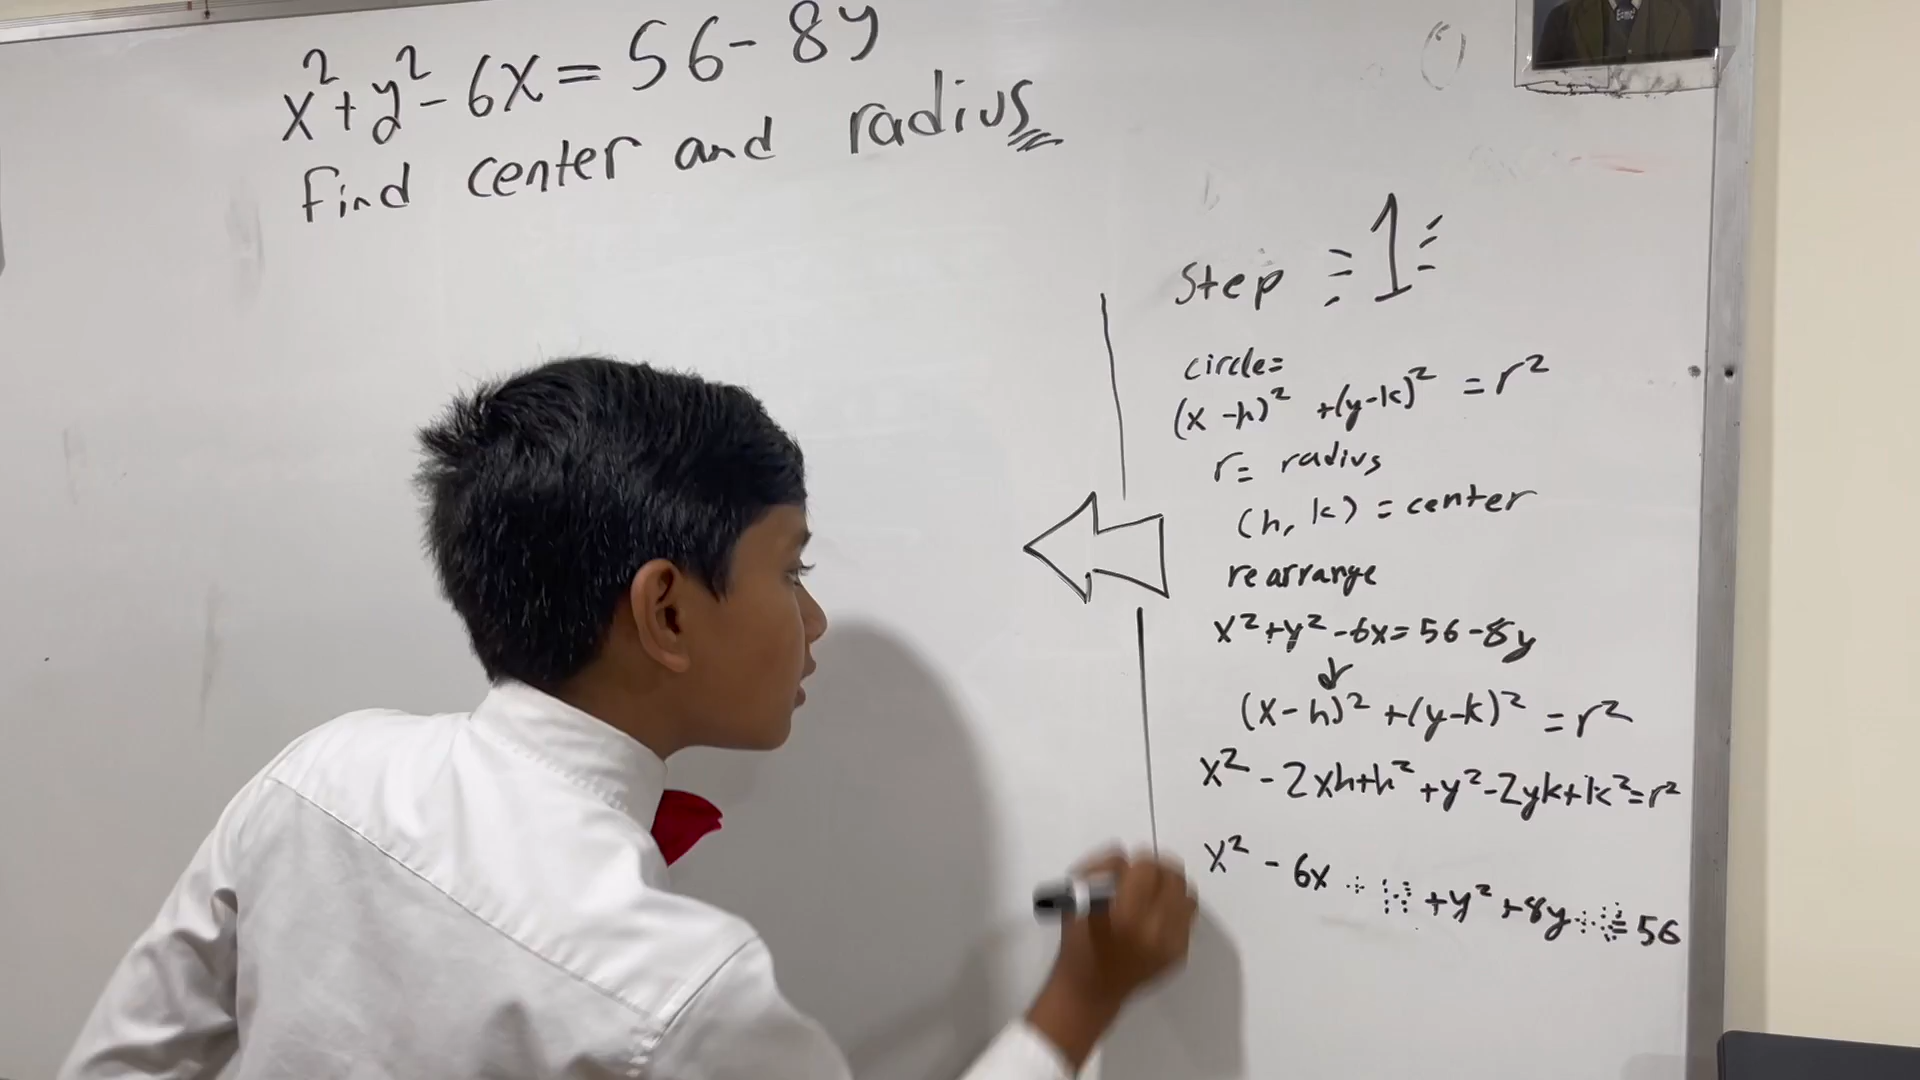 x²+y²-6x=56-8y
Find center and radius
Step 1
circle=
(x-h)²+(y-k)²=r²
r= radius
(h, k) = center
rearrange
x²+y²-6x=56-8y
(x-h)²+(y-k)²=r²
x²-2xh+h²+y²-2yk+k²=r²
x²-6x+ +y²+8y+ =56